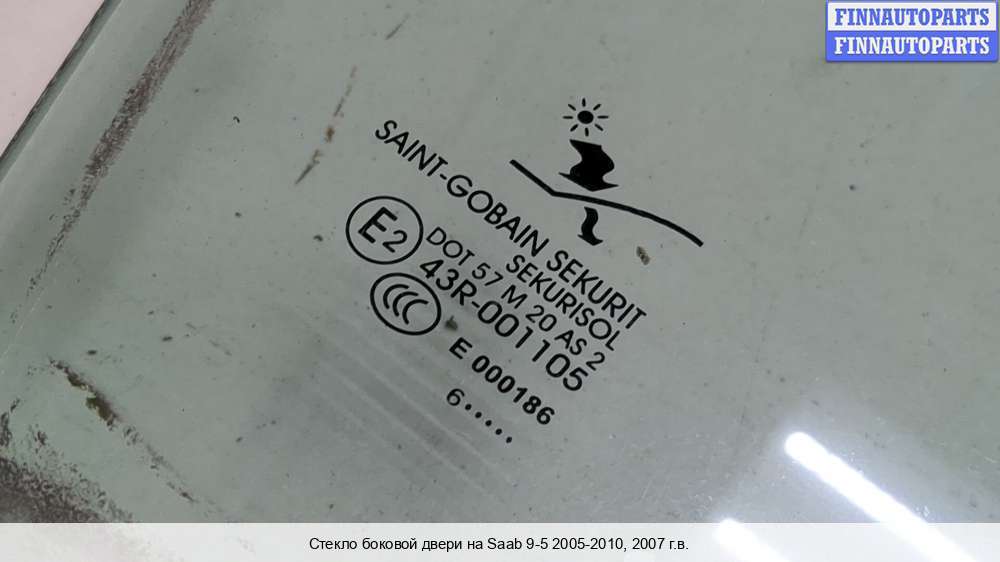 FINNAUTOPARTS
FINNAUTOPARTS
SAINT-GOBAIN SEKURIT
SEKURISOL
E2 DOT 57 M 20 AS 2
43R-001105
CCC
E 000186
6.....
Стекло боковой двери на Saab 9-5 2005-2010, 2007 г.в.